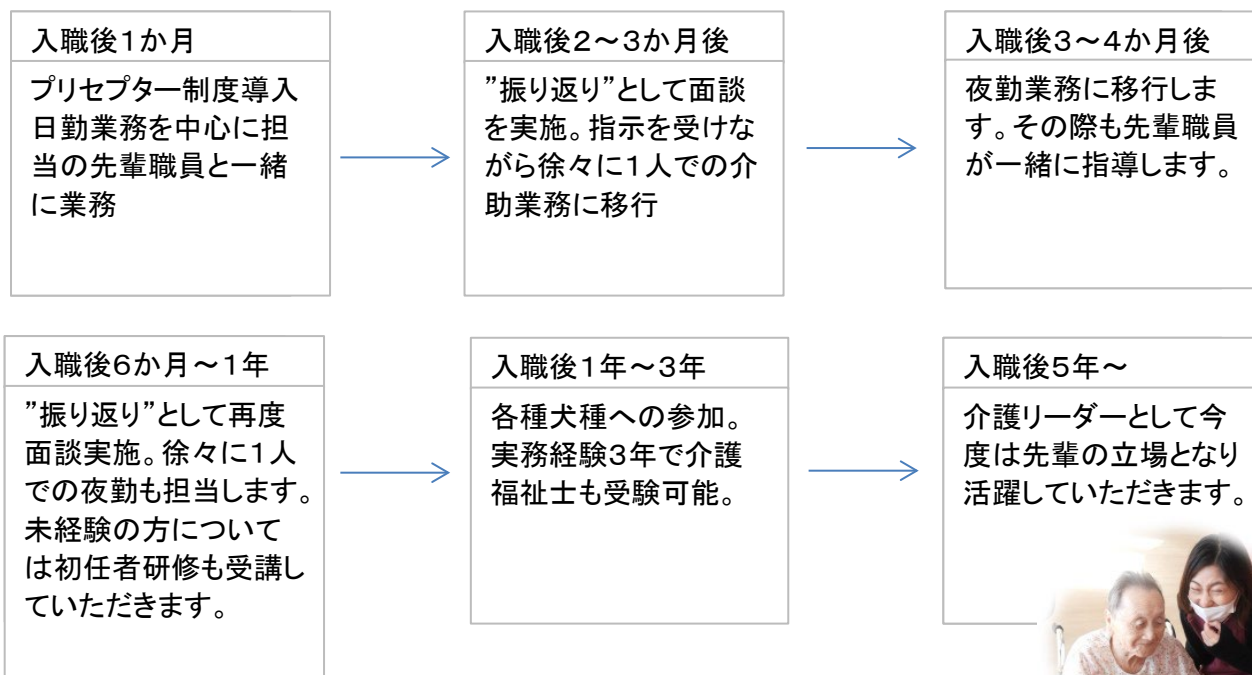 入職後1か月
プリセプター制度導入
日勤業務を中心に担
当の先輩職員と一緒
に業務
入職後2～3か月後
”振り返り”として面談
を実施。指示を受けな
がら徐々に1人での介
助業務に移行
入職後3～4か月後
夜勤業務に移行しま
す。その際も先輩職員
が一緒に指導します。
入職後6か月～1年
”振り返り”として再度
面談実施。徐々に1人
での夜勤も担当します。
未経験の方について
は初任者研修も受講し
ていただきます。
入職後1年～3年
各種犬種への参加。
実務経験3年で介護
福祉士も受験可能。
入職後5年～
介護リーダーとして今
度は先輩の立場となり
活躍していただきます。